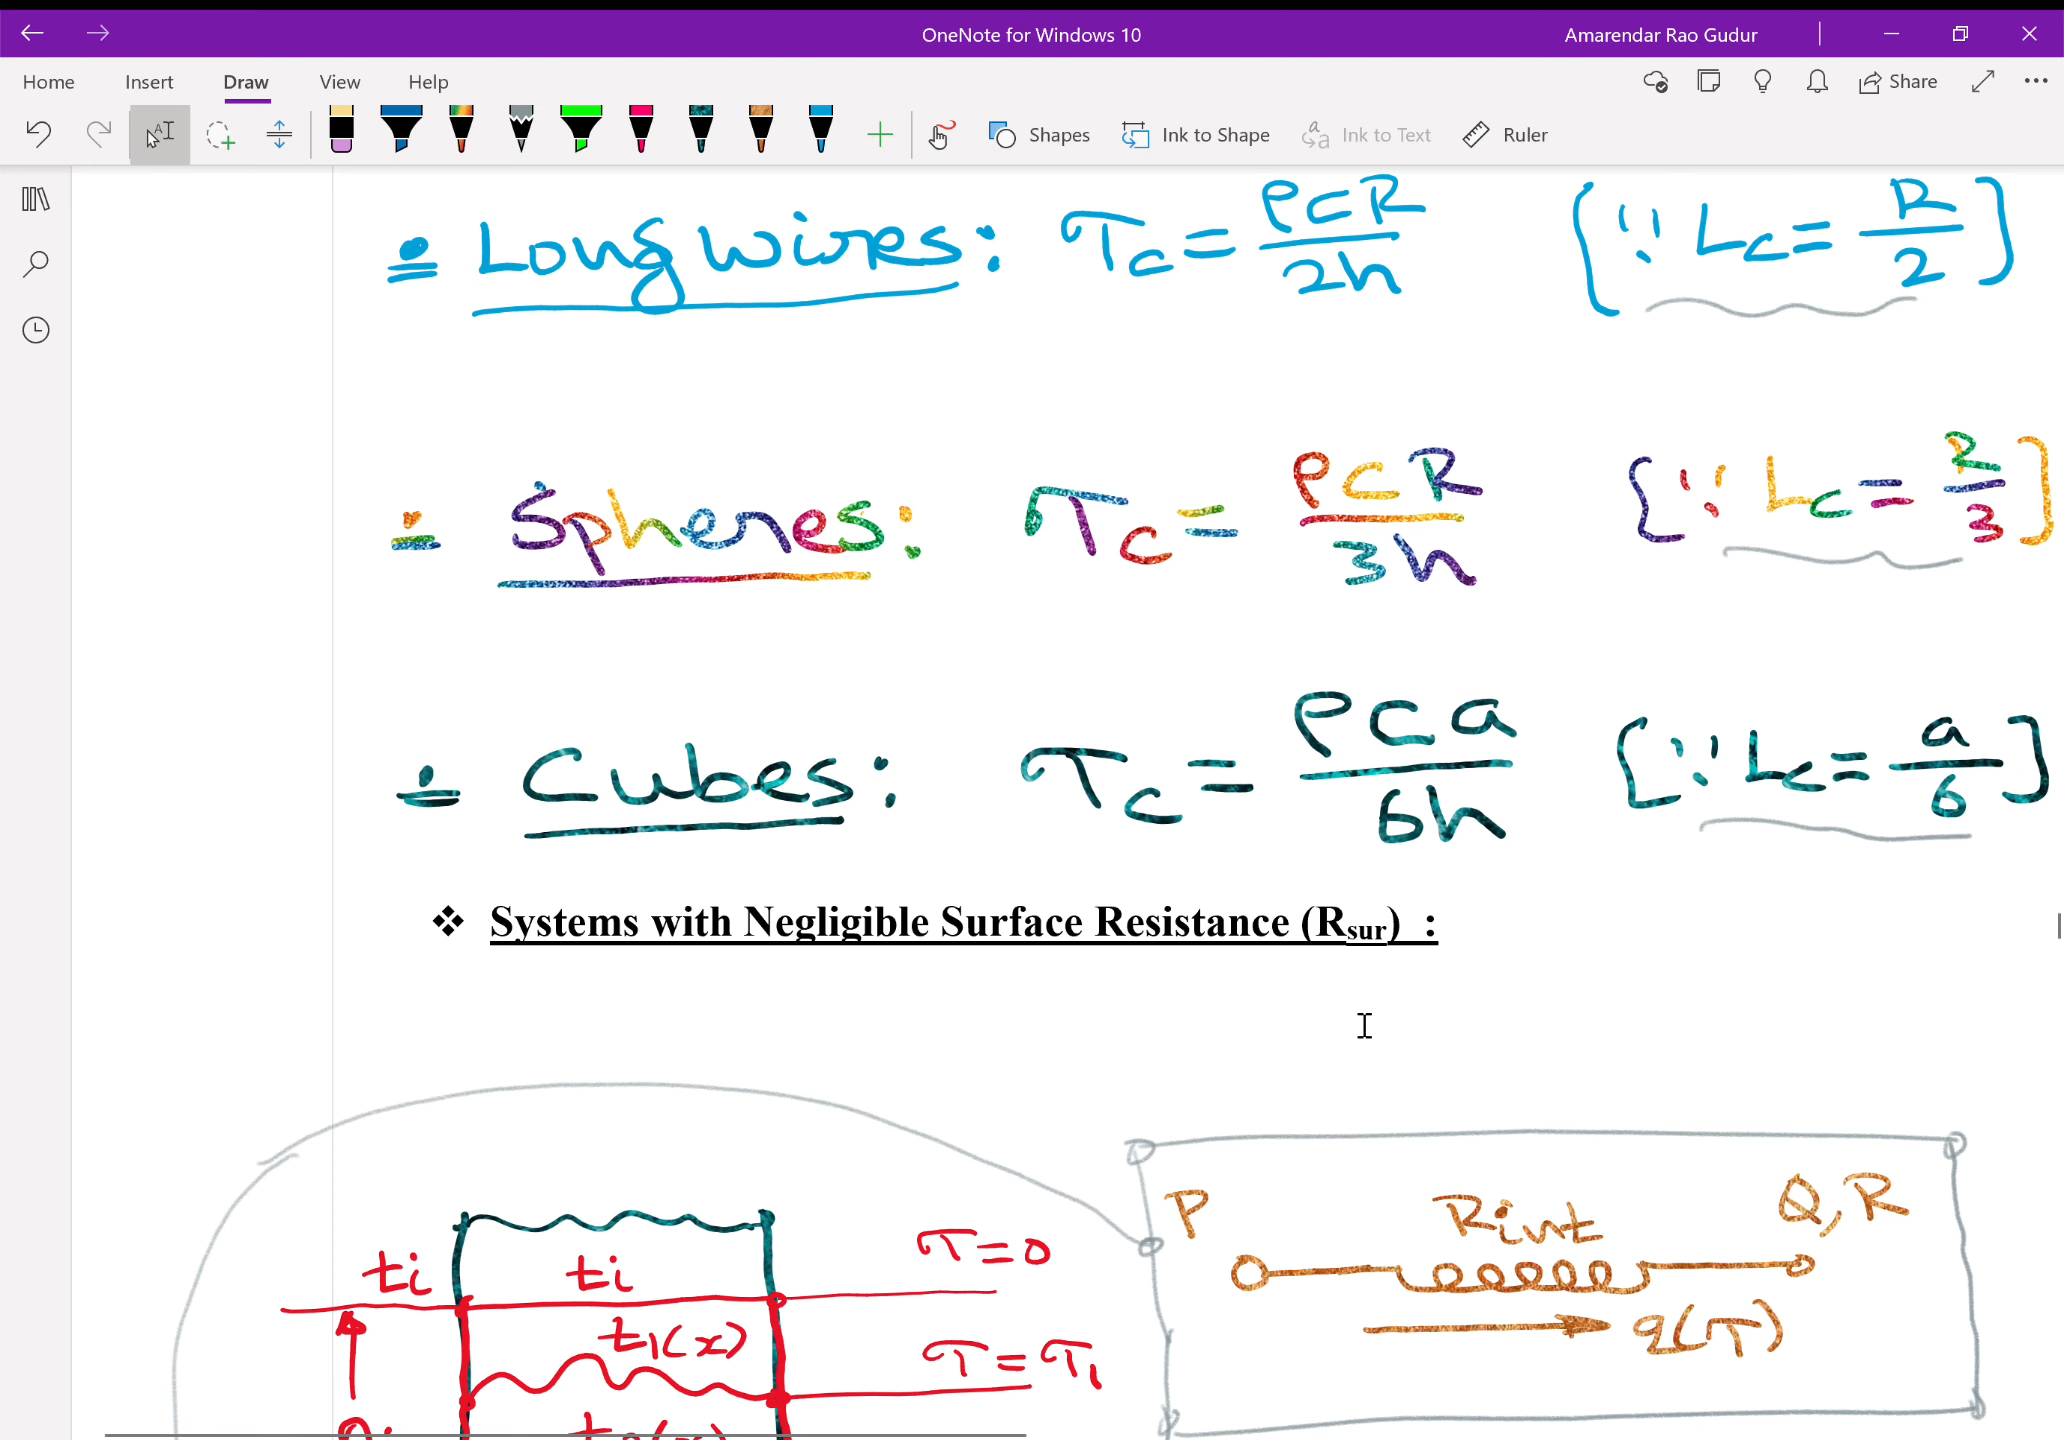 OneNote for Windows 10
Amarendar Rao Gudur
Home Insert Draw View Help
Share
Shapes Ink to Shape Ink to Text Ruler
Long wires: τc = ρCR/2h {∵ Lc = R/2}
Spheres: τc = ρCR/3h {∵ Lc = R/3}
Cubes: τc = ρCa/6h {∵ Lc = a/6}
❖ Systems with Negligible Surface Resistance (Rsur) :
P Rint Q, R
q(τ)
ti ti τ=0
t1(x) τ=τ1